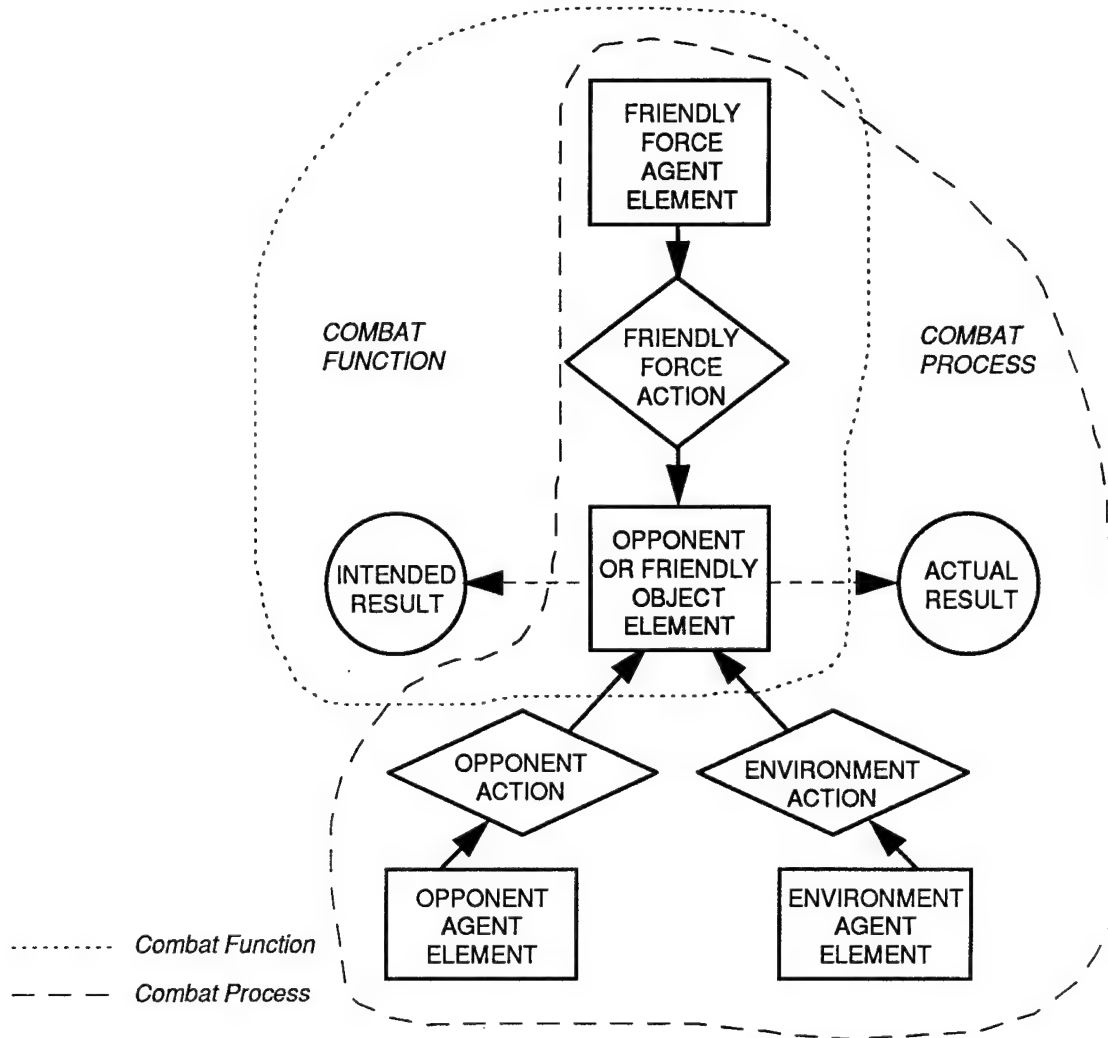 FRIENDLY
FORCE
AGENT
ELEMENT
COMBAT
FUNCTION
FRIENDLY
FORCE
ACTION
COMBAT
PROCESS
INTENDED
RESULT
OPPONENT
OR FRIENDLY
OBJECT
ELEMENT
ACTUAL
RESULT
OPPONENT
ACTION
ENVIRONMENT
ACTION
OPPONENT
AGENT
ELEMENT
ENVIRONMENT
AGENT
ELEMENT
Combat Function
Combat Process